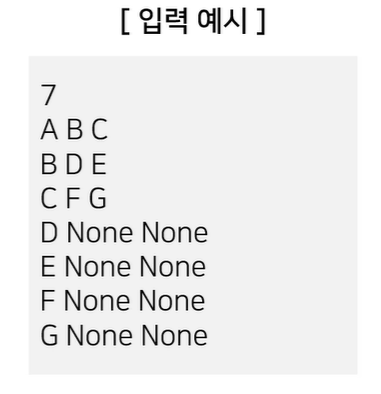 [ 입력 예시 ]
7
A B C
B D E
C F G
D None None
E None None
F None None
G None None